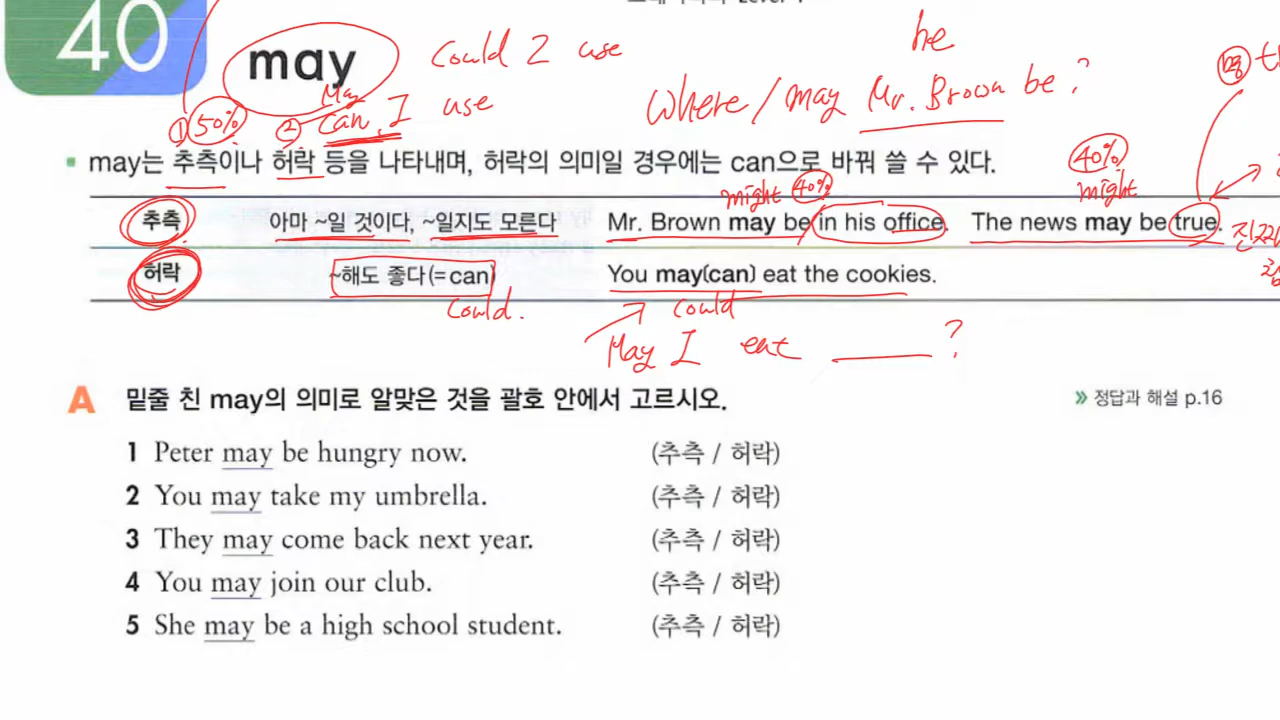 40
may
could I use
he
Where / may Mr. Brown be?
① 50% ② May can I use
may는 추측이나 허락 등을 나타내며, 허락의 의미일 경우에는 can으로 바꿔 쓸 수 있다.
might 40% 40% might
추측 아마 ~일 것이다, ~일지도 모른다 Mr. Brown may be in his office. The news may be true.
허락 ~해도 좋다(=can) You may(can) eat the cookies.
could. could
May I eat ____?
A 밑줄 친 may의 의미로 알맞은 것을 괄호 안에서 고르시오. » 정답과 해설 p.16
1 Peter may be hungry now. (추측 / 허락)
2 You may take my umbrella. (추측 / 허락)
3 They may come back next year. (추측 / 허락)
4 You may join our club. (추측 / 허락)
5 She may be a high school student. (추측 / 허락)